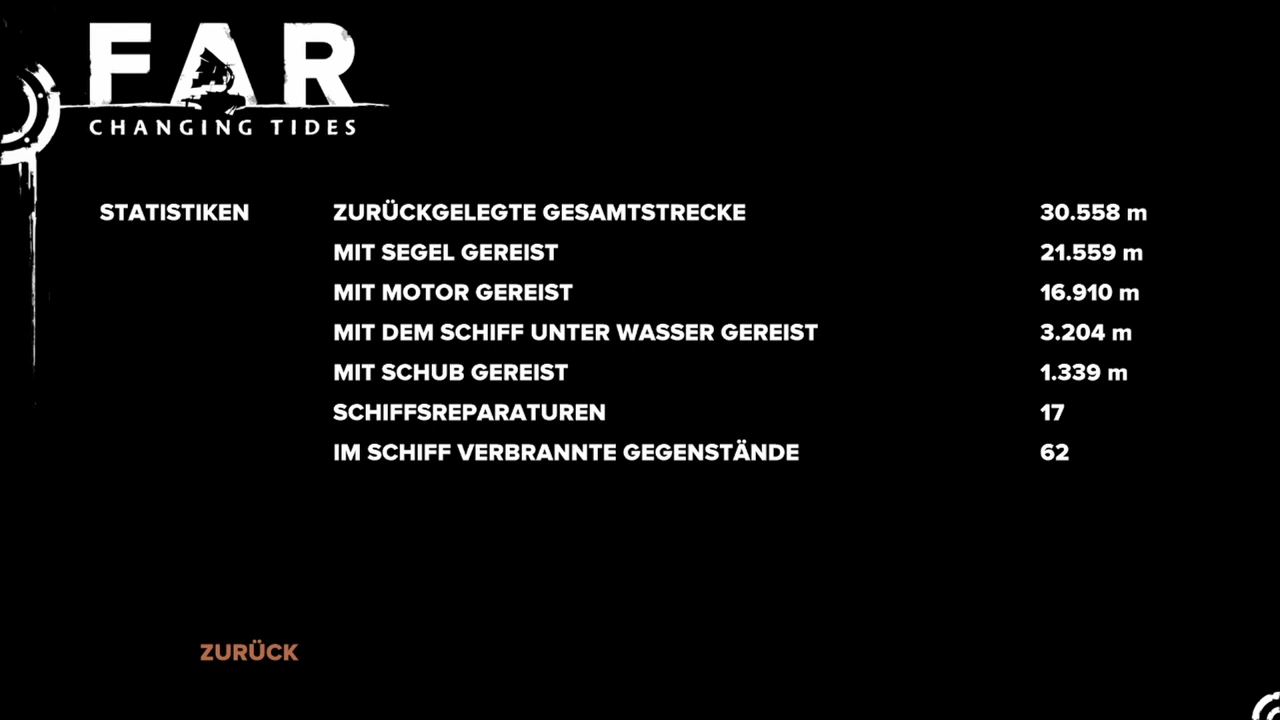 FAR
CHANGING TIDES
STATISTIKEN ZURÜCKGELEGTE GESAMTSTRECKE 30.558 m
MIT SEGEL GEREIST 21.559 m
MIT MOTOR GEREIST 16.910 m
MIT DEM SCHIFF UNTER WASSER GEREIST 3.204 m
MIT SCHUB GEREIST 1.339 m
SCHIFFSREPARATUREN 17
IM SCHIFF VERBRANNTE GEGENSTÄNDE 62
ZURÜCK